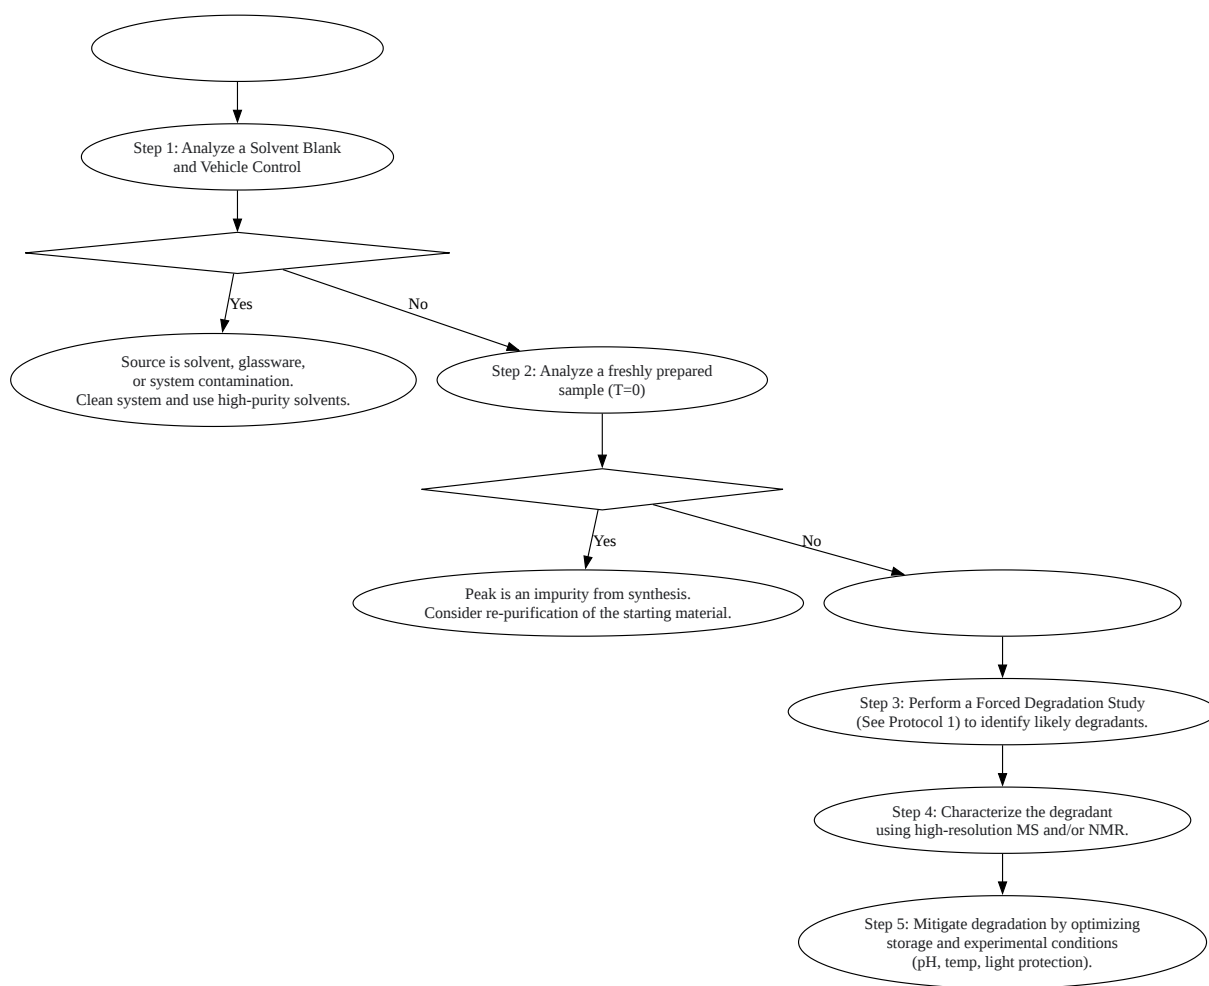 Step 1: Analyze a Solvent Blank
and Vehicle Control
Yes
No
Source is solvent, glassware,
or system contamination.
Clean system and use high-purity solvents.
Step 2: Analyze a freshly prepared
sample (T=0)
Yes
No
Peak is an impurity from synthesis.
Consider re-purification of the starting material.
Step 3: Perform a Forced Degradation Study
(See Protocol 1) to identify likely degradants.
Step 4: Characterize the degradant
using high-resolution MS and/or NMR.
Step 5: Mitigate degradation by optimizing
storage and experimental conditions
(pH, temp, light protection).